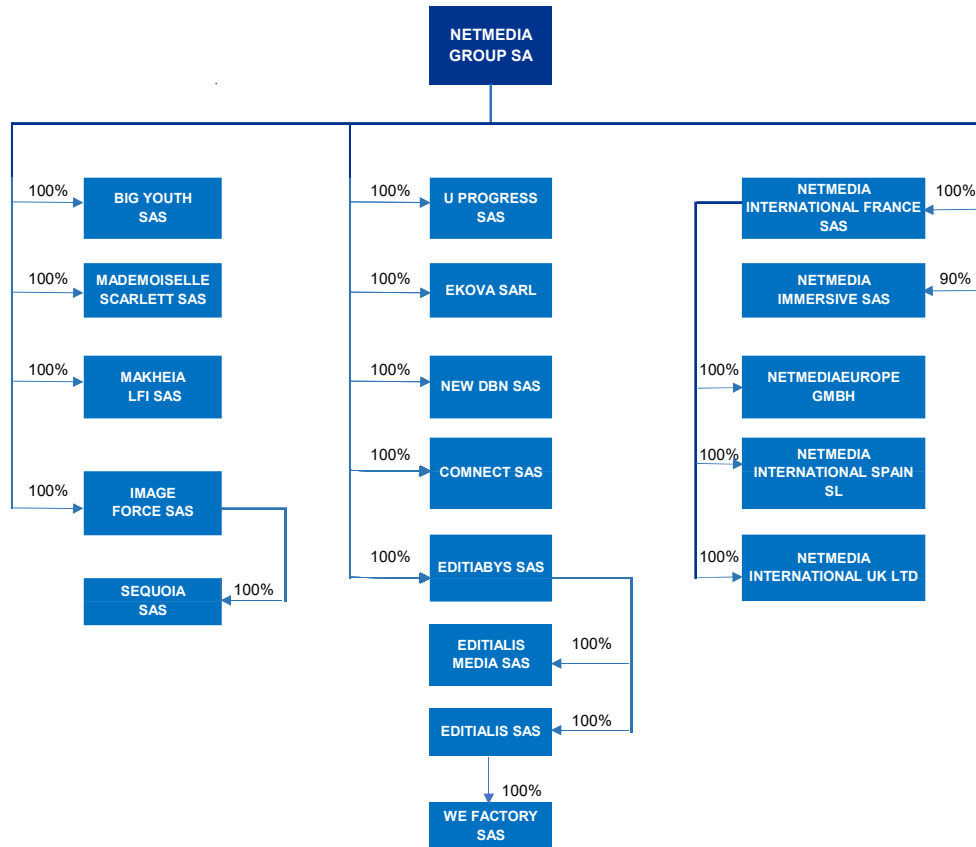 NETMEDIA
GROUP SA
100%
BIG YOUTH
SAS
100%
MADEMOISELLE
SCARLETT SAS
100%
MAKHEIA
LFI SAS
100%
IMAGE
FORCE SAS
SEQUOIA
SAS
100%
100%
U PROGRESS
SAS
100%
EKOVA SARL
100%
NEW DBN SAS
100%
COMNECT SAS
100%
EDITIABYS SAS
EDITIALIS
MEDIA SAS
100%
EDITIALIS SAS
100%
100%
WE FACTORY
SAS
NETMEDIA
INTERNATIONAL FRANCE
SAS
100%
NETMEDIA
IMMERSIVE SAS
90%
100%
NETMEDIAEUROPE
GMBH
100%
NETMEDIA
INTERNATIONAL SPAIN
SL
100%
NETMEDIA
INTERNATIONAL UK LTD